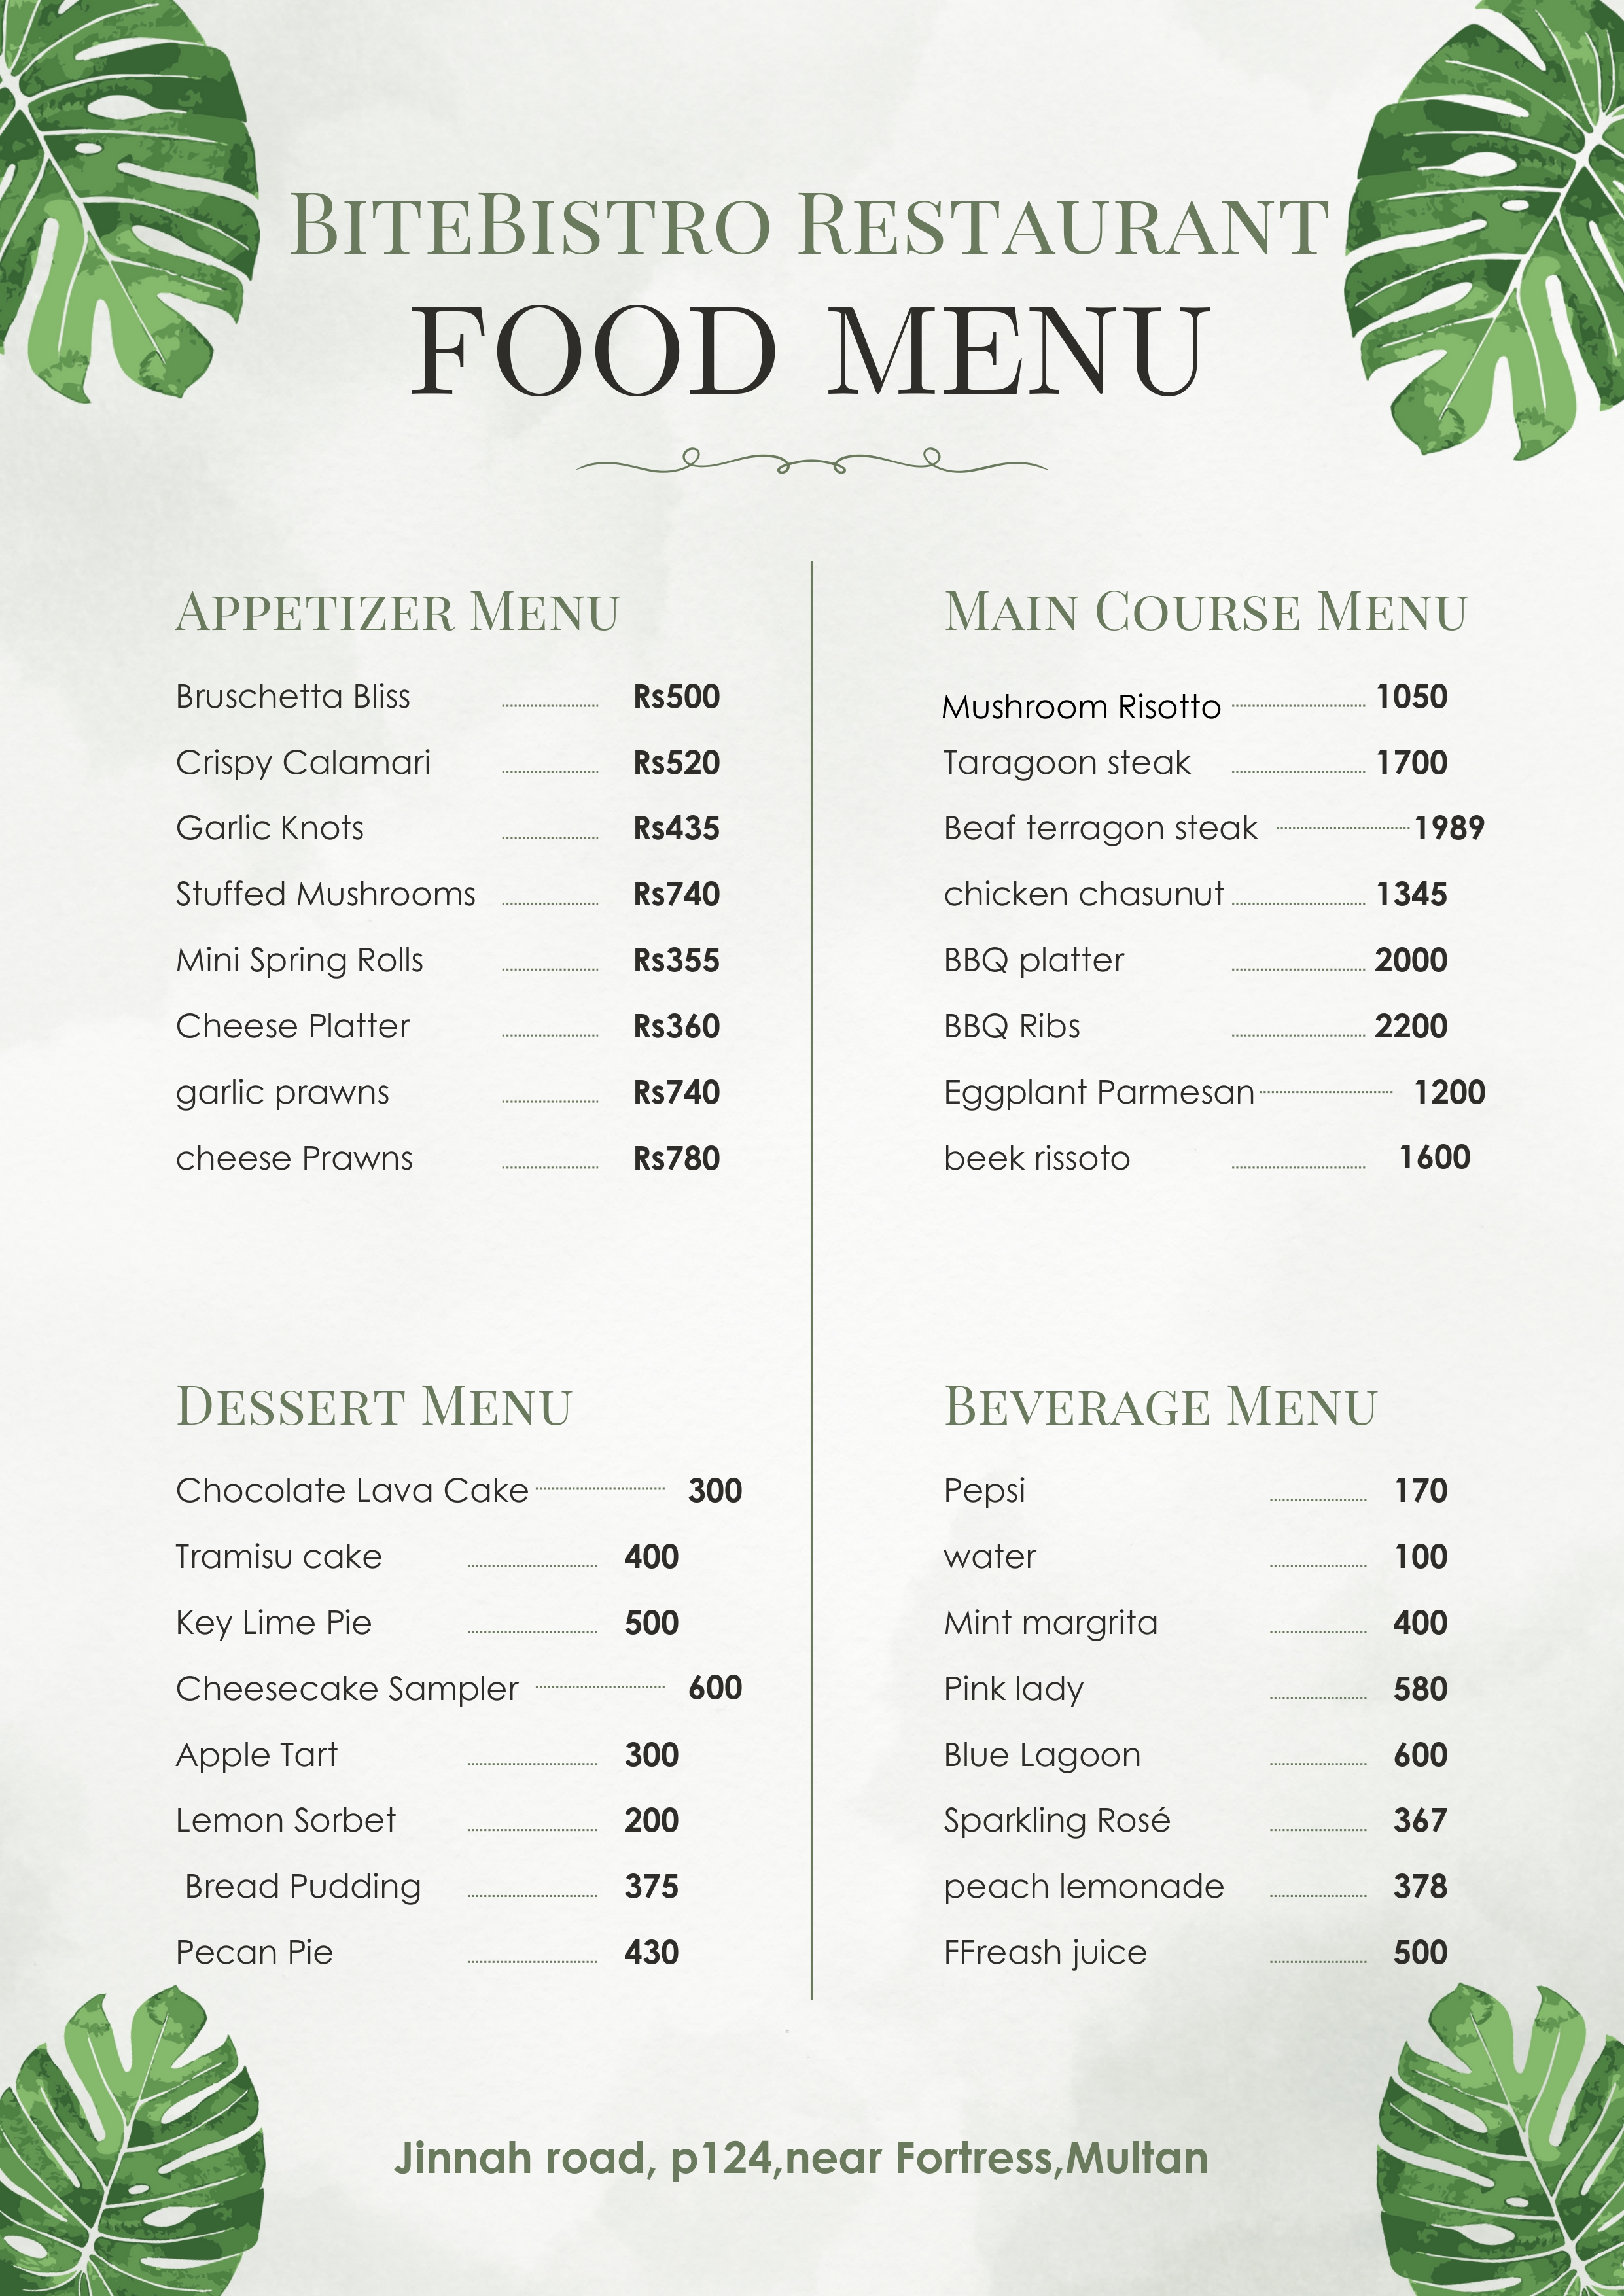 BiteBistro Restaurant
FOOD MENU
Appetizer Menu
Bruschetta Bliss Rs500
Crispy Calamari Rs520
Garlic Knots Rs435
Stuffed Mushrooms Rs740
Mini Spring Rolls Rs355
Cheese Platter Rs360
garlic prawns Rs740
cheese Prawns Rs780
Main Course Menu
Mushroom Risotto 1050
Taragoon steak 1700
Beaf terragon steak 1989
chicken chasunut 1345
BBQ platter 2000
BBQ Ribs 2200
Eggplant Parmesan 1200
beek rissoto 1600
Dessert Menu
Chocolate Lava Cake 300
Tramisu cake 400
Key Lime Pie 500
Cheesecake Sampler 600
Apple Tart 300
Lemon Sorbet 200
Bread Pudding 375
Pecan Pie 430
Beverage Menu
Pepsi 170
water 100
Mint margrita 400
Pink lady 580
Blue Lagoon 600
Sparkling Rosé 367
peach lemonade 378
FFreash juice 500
Jinnah road, p124,near Fortress,Multan